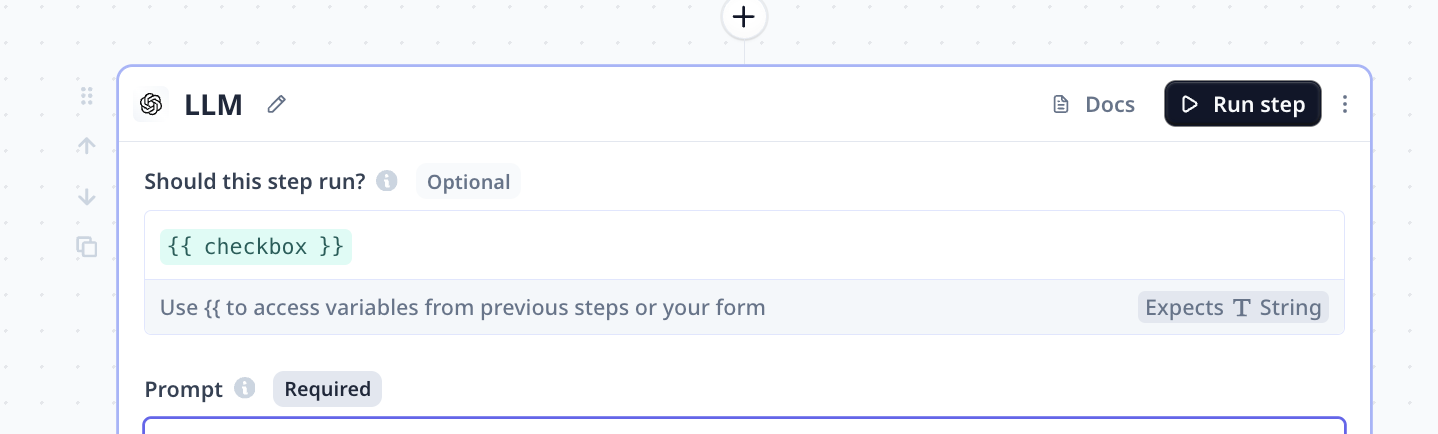 LLM
Docs
Run step
Should this step run?
Optional
{{ checkbox }}
Use {{ to access variables from previous steps or your form
Expects T String
Prompt
Required